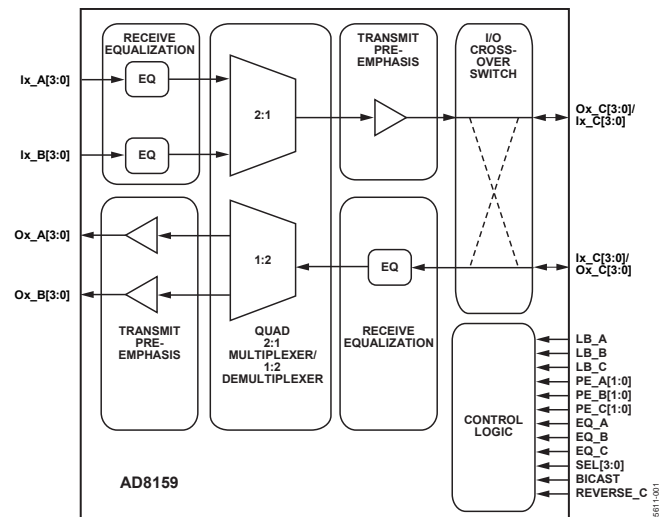 RECEIVE
EQUALIZATION
TRANSMIT
PRE-
EMPHASIS
I/O
CROSS-
OVER
SWITCH
Ix_A[3:0]
EQ
2:1
Ox_C[3:0]/
Ix_C[3:0]
Ix_B[3:0]
EQ
Ox_A[3:0]
1:2
EQ
Ix_C[3:0]/
Ox_C[3:0]
Ox_B[3:0]
TRANSMIT
PRE-
EMPHASIS
QUAD
2:1
MULTIPLEXER/
1:2
DEMULTIPLEXER
RECEIVE
EQUALIZATION
CONTROL
LOGIC
LB_A
LB_B
LB_C
PE_A[1:0]
PE_B[1:0]
PE_C[1:0]
EQ_A
EQ_B
EQ_C
SEL[3:0]
BICAST
REVERSE_C
AD8159
5611-001